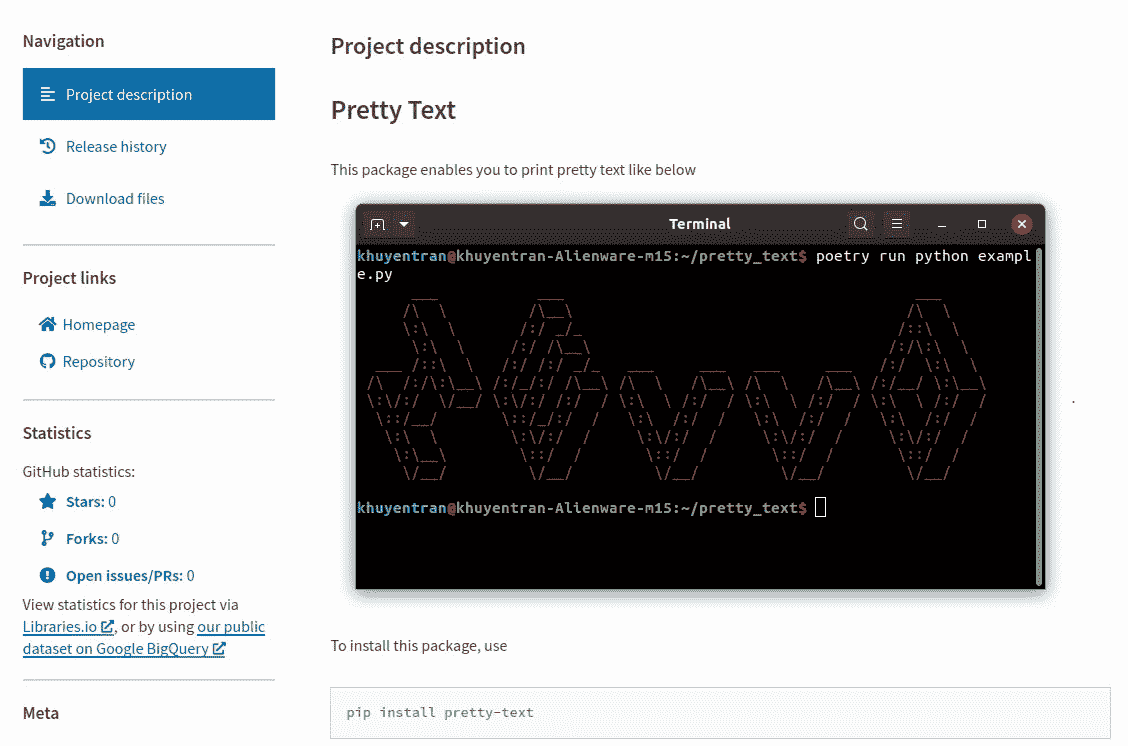 Navigation
Project description
Release history
Download files
Project links
Homepage
Repository
Statistics
GitHub statistics:
Stars: 0
Forks: 0
Open issues/PRs: 0
View statistics for this project via
Libraries.io, or by using our public
dataset on Google BigQuery
Meta
Project description
Pretty Text
This package enables you to print pretty text like below
Terminal
khuyentran@khuyentran-Alienware-m15:~/pretty_text$ poetry run python exampl
e.py
khuyentran@khuyentran-Alienware-m15:~/pretty_text$
.
To install this package, use
pip install pretty-text